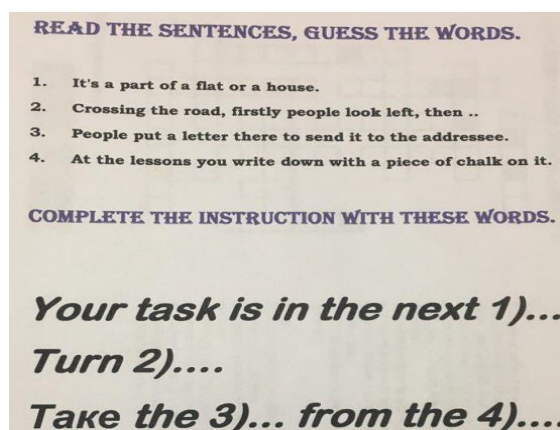 READ THE SENTENCES, GUESS THE WORDS.
1. It's a part of a flat or a house.
2. Crossing the road, firstly people look left, then ..
3. People put a letter there to send it to the addressee.
4. At the lessons you write down with a piece of chalk on it.
COMPLETE THE INSTRUCTION WITH THESE WORDS.
Your task is in the next 1)...
Turn 2)....
Take the 3)... from the 4)....